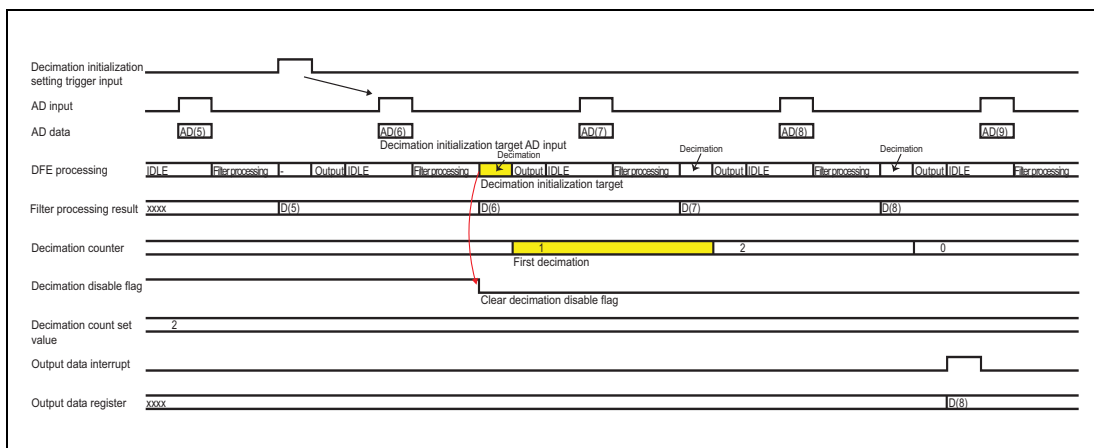 Decimation initialization
setting trigger input
AD input
AD data
AD(5)
AD(6)
AD(7)
AD(8)
AD(9)
Decimation initialization target AD input
Decimation
Decimation
Decimation
DFE processing
IDLE
Filter processing
-
Output
IDLE
Filter processing
Output
IDLE
Filter processing
Output
IDLE
Filter processing
Output
IDLE
Filter processing
Decimation initialization target
Filter processing result
xxxx
D(5)
D(6)
D(7)
D(8)
Decimation counter
1
2
0
First decimation
Decimation disable flag
Clear decimation disable flag
Decimation count set
value
2
Output data interrupt
Output data register
xxxx
D(8)